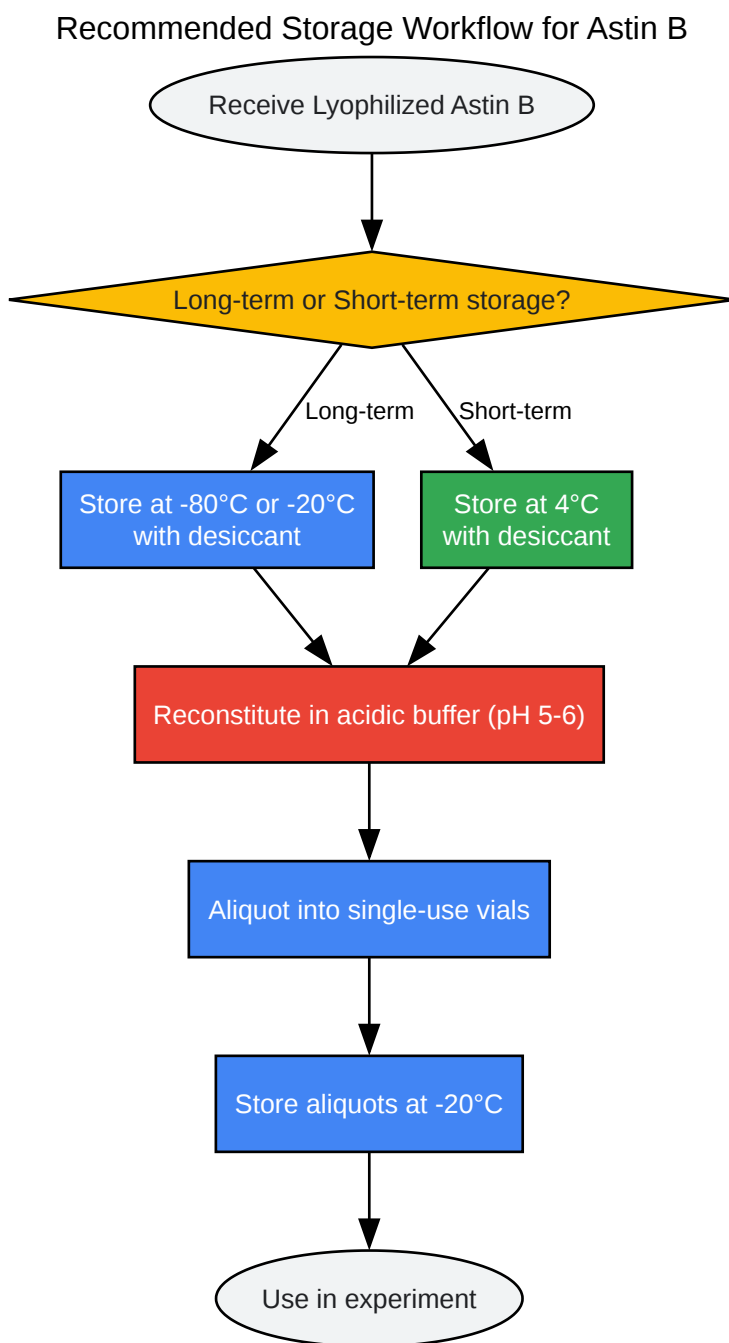 Recommended Storage Workflow for Astin B
Receive Lyophilized Astin B
Long-term or Short-term storage?
Long-term
Short-term
Store at -80°C or -20°C
with desiccant
Store at 4°C
with desiccant
Reconstitute in acidic buffer (pH 5-6)
Aliquot into single-use vials
Store aliquots at -20°C
Use in experiment